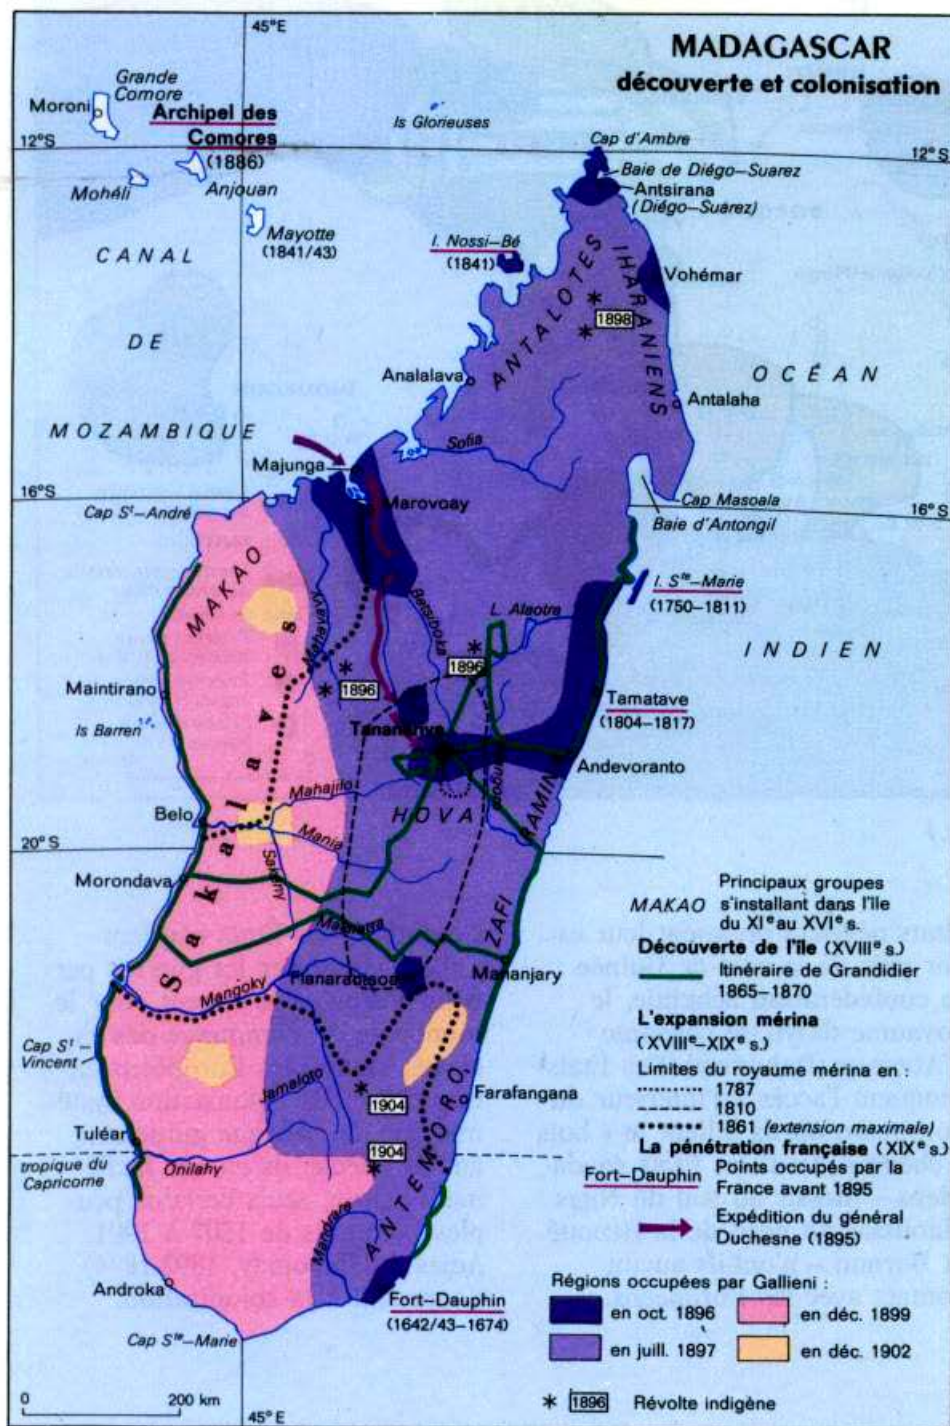 45°E
MADAGASCAR
découverte et colonisation
Grande
Comore
Moroni
Archipel des
Comores
(1886)
Is Glorieuses
Cap d'Ambre
12°S
12°S
Baie de Diégo-Suarez
Mohéli
Anjouan
Antsirana
(Diégo-Suarez)
Mayotte
(1841/43)
I. Nossi-Bé
(1841)
CANAL
Vohémar
ANTALOTES
IHARANIENS
1898
DE
Analalava
OCÉAN
Antalaha
MOZAMBIQUE
Sofia
Majunga
Marovoay
Cap Masoala
16°S
16°S
Cap St-André
Baie d'Antongil
MAKAO
I. Ste-Marie
(1750-1811)
Mahavavy
Betsiboka
L. Alaotra
INDIEN
1896
1896
Maintirano
Tamatave
(1804-1817)
Is Barren
Tananarive
Andevoranto
Sakalaves
Mahajilo
HOVA
RAMINI
Belo
Mania
20°S
Sakeny
Morondava
Matsiatra
ZAFI
Fianarantsoa
Mananjary
Mangoky
Cap St-
Vincent
Jamaloto
1904
Farafangana
Tuléar
1904
tropique du
Capricorne
Onilahy
ANTEMORO,
Mandrare
Androka
Fort-Dauphin
(1642/43-1674)
Cap Ste-Marie
0
200 km
45°E
MAKAO
Principaux groupes
s'installant dans l'île
du XIe au XVIe s.
Découverte de l'île (XVIIIe s.)
Itinéraire de Grandidier
1865-1870
L'expansion mérina
(XVIIIe-XIXe s.)
Limites du royaume mérina en :
1787
1810
1861 (extension maximale)
La pénétration française (XIXe s.)
Fort-Dauphin
Points occupés par la
France avant 1895
Expédition du général
Duchesne (1895)
Régions occupées par Gallieni :
en oct. 1896
en déc. 1899
en juill. 1897
en déc. 1902
* 1896 Révolte indigène